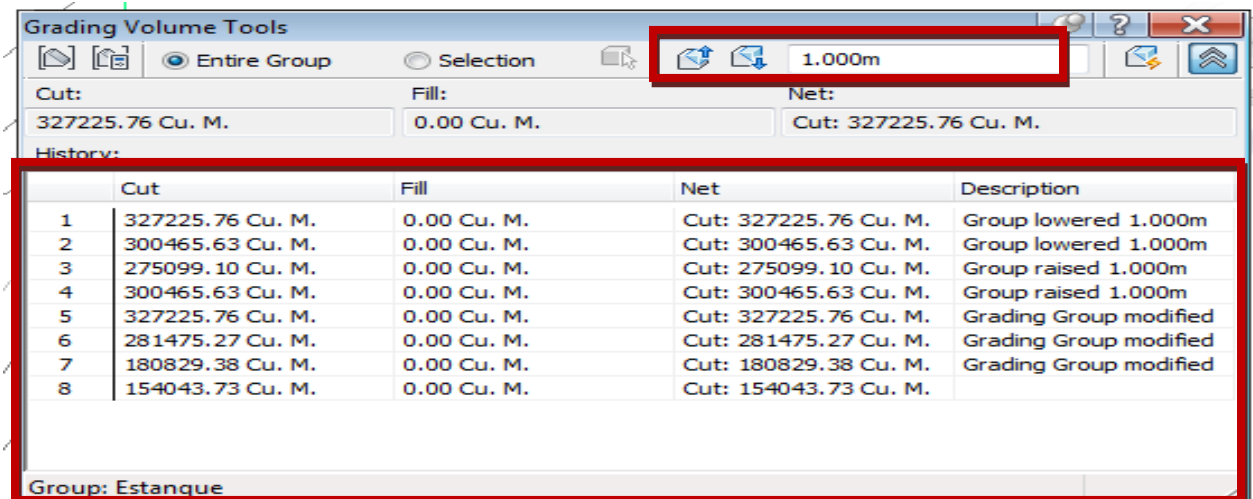 Grading Volume Tools
Entire Group Selection 1.000m
Cut: Fill: Net:
327225.76 Cu. M. 0.00 Cu. M. Cut: 327225.76 Cu. M.
History:
Cut Fill Net Description
1 327225.76 Cu. M. 0.00 Cu. M. Cut: 327225.76 Cu. M. Group lowered 1.000m
2 300465.63 Cu. M. 0.00 Cu. M. Cut: 300465.63 Cu. M. Group lowered 1.000m
3 275099.10 Cu. M. 0.00 Cu. M. Cut: 275099.10 Cu. M. Group raised 1.000m
4 300465.63 Cu. M. 0.00 Cu. M. Cut: 300465.63 Cu. M. Group raised 1.000m
5 327225.76 Cu. M. 0.00 Cu. M. Cut: 327225.76 Cu. M. Grading Group modified
6 281475.27 Cu. M. 0.00 Cu. M. Cut: 281475.27 Cu. M. Grading Group modified
7 180829.38 Cu. M. 0.00 Cu. M. Cut: 180829.38 Cu. M. Grading Group modified
8 154043.73 Cu. M. 0.00 Cu. M. Cut: 154043.73 Cu. M.
Group: Estanque